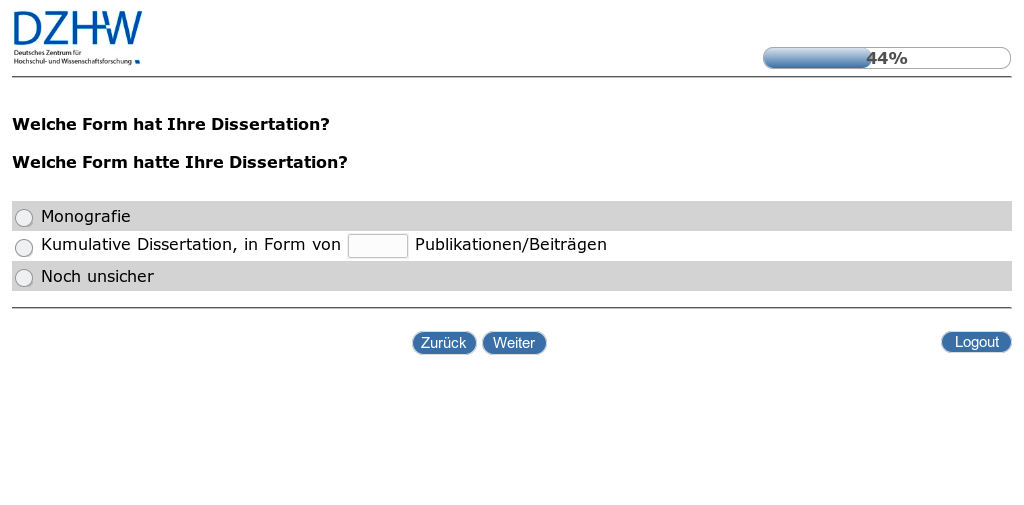 DZHW
Deutsches Zentrum für
Hochschul- und Wissenschaftsforschung
44%
Welche Form hat Ihre Dissertation?
Welche Form hatte Ihre Dissertation?
Monografie
Kumulative Dissertation, in Form von Publikationen/Beiträgen
Noch unsicher
Zurück Weiter Logout